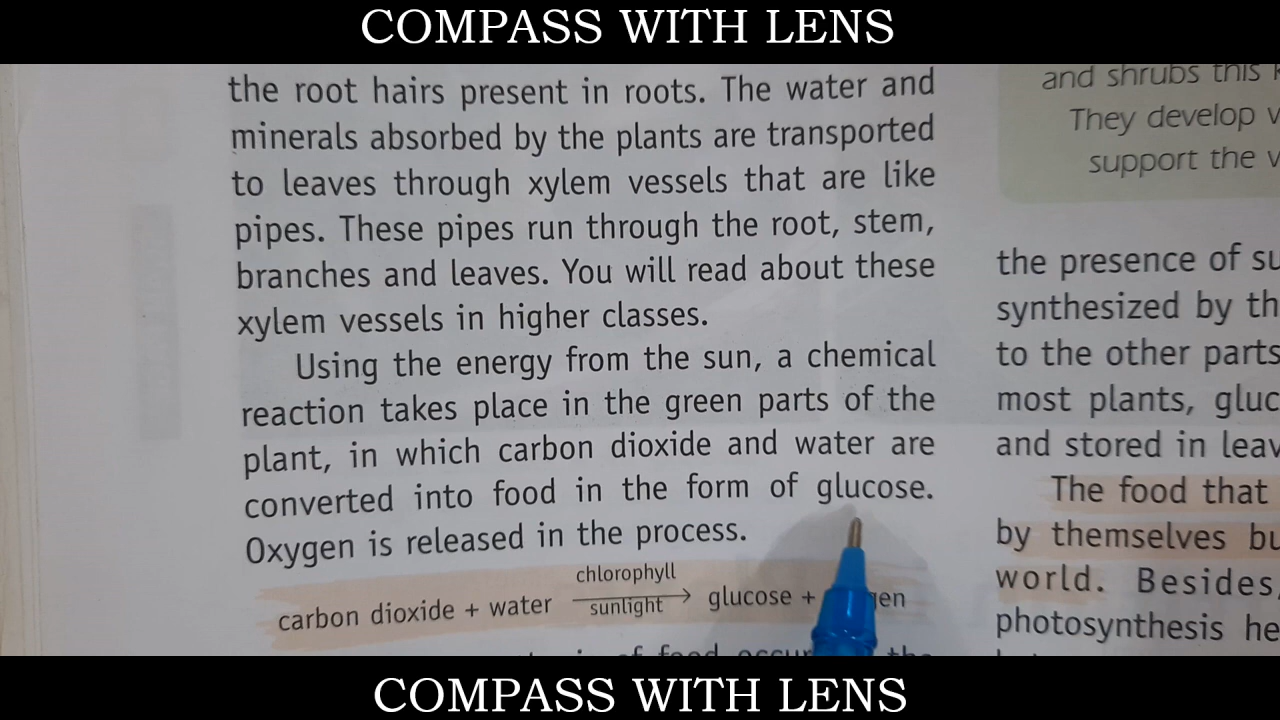 COMPASS WITH LENS
the root hairs present in roots. The water and
minerals absorbed by the plants are transported
to leaves through xylem vessels that are like
pipes. These pipes run through the root, stem,
branches and leaves. You will read about these
xylem vessels in higher classes.
Using the energy from the sun, a chemical
reaction takes place in the green parts of the
plant, in which carbon dioxide and water are
converted into food in the form of glucose.
Oxygen is released in the process.
chlorophyll
carbon dioxide + water → glucose +
sunlight
of food
and shrubs this
They develop
support the
the presence of
synthesized by
to the other parts
most plants,
and stored in
The food that
by themselves
world. Besides,
photosynthesis
COMPASS WITH LENS